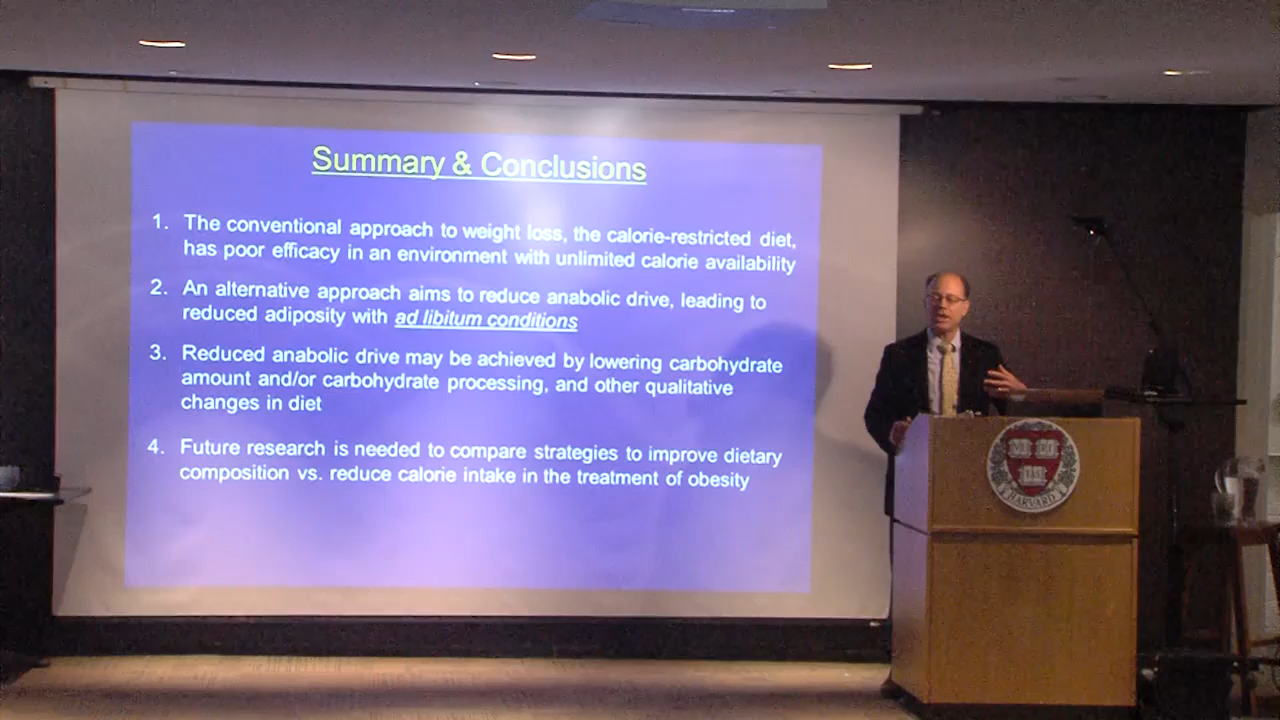 Summary & Conclusions
1. The conventional approach to weight loss, the calorie-restricted diet,
has poor efficacy in an environment with unlimited calorie availability
2. An alternative approach aims to reduce anabolic drive, leading to
reduced adiposity with ad libitum conditions
3. Reduced anabolic drive may be achieved by lowering carbohydrate
amount and/or carbohydrate processing, and other qualitative
changes in diet
4. Future research is needed to compare strategies to improve dietary
composition vs. reduce calorie intake in the treatment of obesity
HARVARD